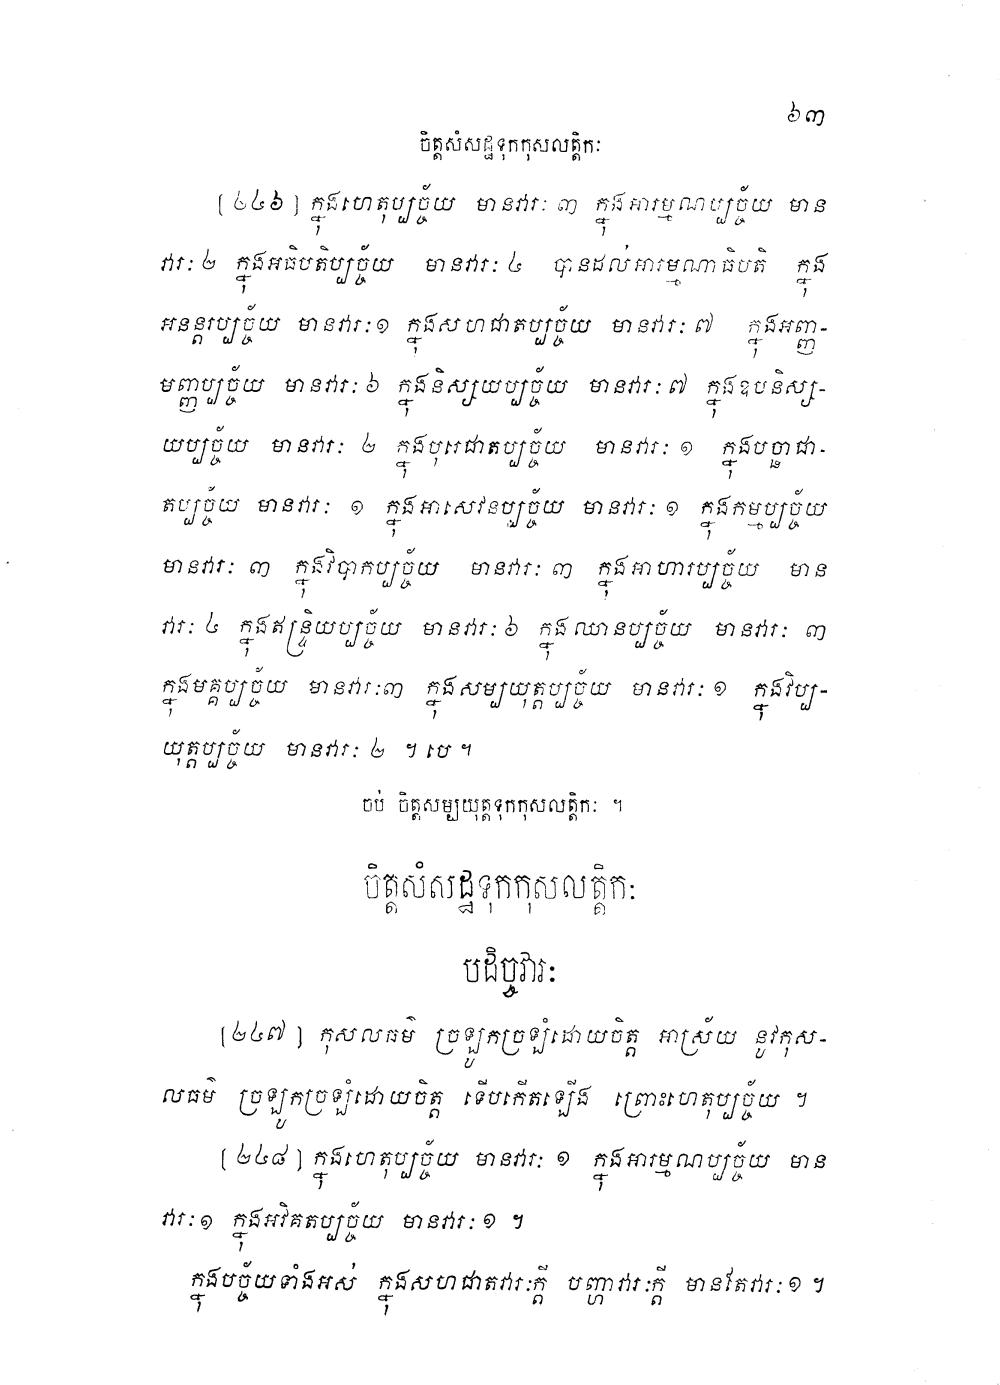 ៦៣
ចិត្តសំសដ្ឋទុកកុសលត្តិកៈ
[២៤៦] ក្នុងហេតុប្បច្ច័យ មានវារៈ ៣ ក្នុងអារម្មណប្បច្ច័យ មាន
វារៈ ២ ក្នុងអធិបតិប្បច្ច័យ មានវារៈ ៤ បានដល់អារម្មណាធិបតិ ក្នុង
អនន្តរប្បច្ច័យ មានវារៈ ១ ក្នុងសហជាតប្បច្ច័យ មានវារៈ ៧ ក្នុងអញ្ញ-
មញ្ញប្បច្ច័យ មានវារៈ ៦ ក្នុងនិស្សយប្បច្ច័យ មានវារៈ ៧ ក្នុងឧបនិស្ស-
យប្បច្ច័យ មានវារៈ ២ ក្នុងបុរេជាតប្បច្ច័យ មានវារៈ ១ ក្នុងបច្ឆាជា-
តប្បច្ច័យ មានវារៈ ១ ក្នុងអាសេវនប្បច្ច័យ មានវារៈ ១ ក្នុងកម្មប្បច្ច័យ
មានវារៈ ៣ ក្នុងវិបាកប្បច្ច័យ មានវារៈ ៣ ក្នុងអាហារប្បច្ច័យ មាន
វារៈ ៤ ក្នុងឥន្ទ្រិយប្បច្ច័យ មានវារៈ ៦ ក្នុងឈានប្បច្ច័យ មានវារៈ ៣
ក្នុងមគ្គប្បច្ច័យ មានវារៈ ៣ ក្នុងសម្បយុត្តប្បច្ច័យ មានវារៈ ១ ក្នុងវិប្ប-
យុត្តប្បច្ច័យ មានវារៈ ២ ។ បេ ។
ចប់ ចិត្តសម្បយុត្តទុកកុសលត្តិកៈ ។
ចិត្តសំសដ្ឋទុកកុសលត្តិកៈ
បដិច្ចវារៈ
[២៤៧] កុសលធម៌ ច្រឡូកច្រឡំដោយចិត្ត អាស្រ័យ នូវកុស-
លធម៌ ច្រឡូកច្រឡំដោយចិត្ត ទើបកើតឡើង ព្រោះហេតុប្បច្ច័យ ។
[២៤៨] ក្នុងហេតុប្បច្ច័យ មានវារៈ ១ ក្នុងអារម្មណប្បច្ច័យ មាន
វារៈ ១ ក្នុងអវិគតប្បច្ច័យ មានវារៈ ១ ។
ក្នុងបច្ច័យទាំងអស់ ក្នុងសហជាតវារៈក្តី បញ្ហាវារៈក្តី មានតែវារៈ ១ ។